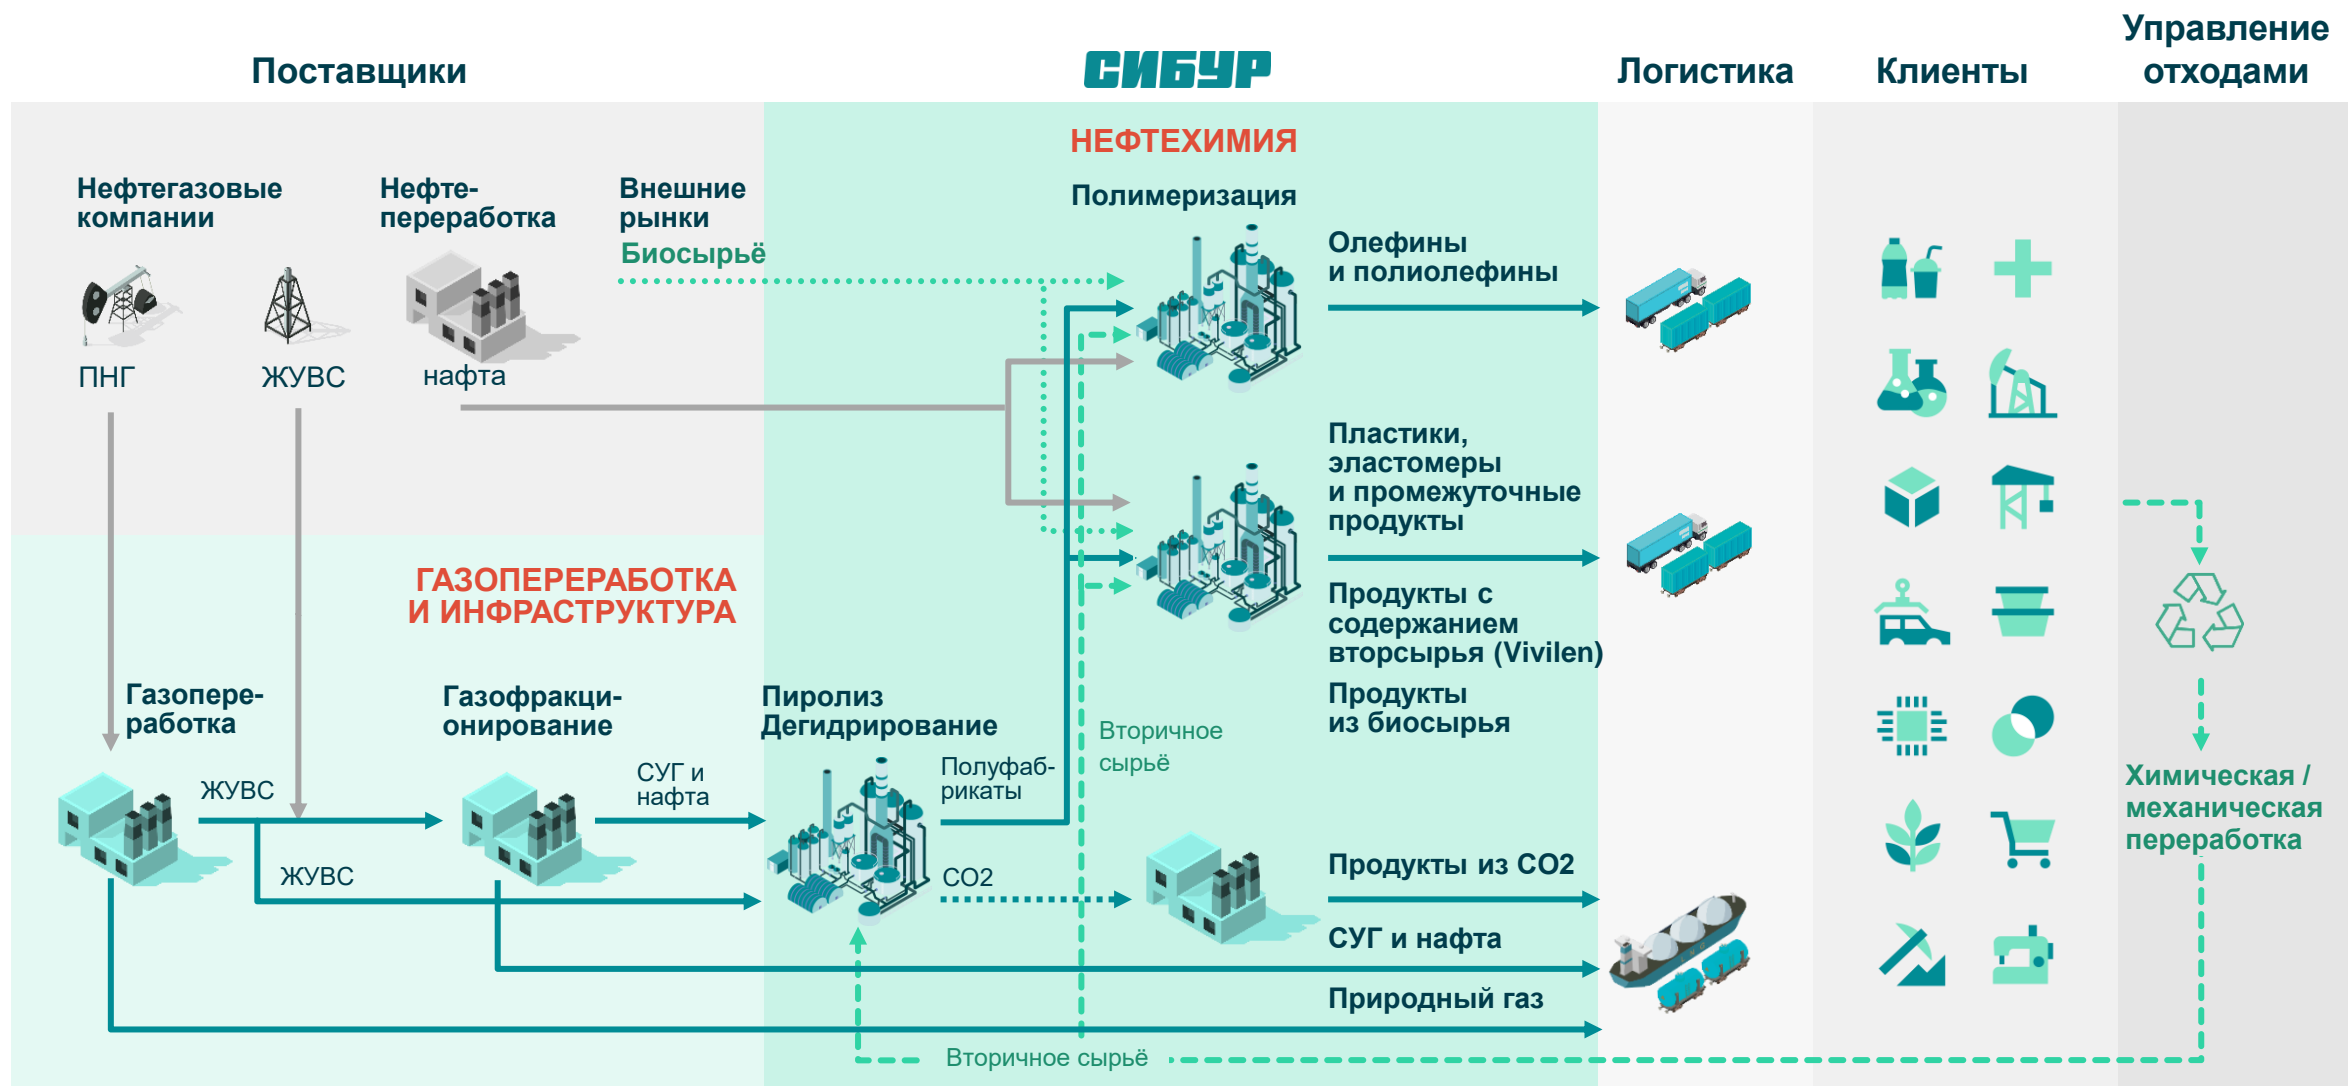 Поставщики
СИБУР
Логистика
Клиенты
Управление
отходами
НЕФТЕХИМИЯ
Нефтегазовые
компании
Нефте-
переработка
Внешние
рынки
Биосырьё
Полимеризация
Олефины
и полиолефины
ПНГ
ЖУВС
нафта
Пластики,
эластомеры
и промежуточные
продукты
ГАЗОПЕРЕРАБОТКА
И ИНФРАСТРУКТУРА
Продукты с
содержанием
вторсырья (Vivilen)
Продукты
из биосырья
Газопере-
работка
Газофракци-
онирование
Пиролиз
Дегидрирование
Вторичное
сырьё
ЖУВС
СУГ и
нафта
Полуфаб-
рикаты
Химическая /
механическая
переработка
ЖУВС
СО2
Продукты из СО2
СУГ и нафта
Природный газ
Вторичное сырьё